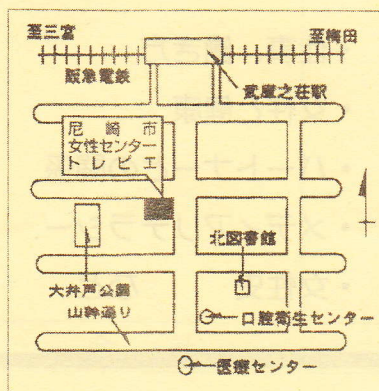 至三宮
至梅田
阪急電鉄
武庫之荘駅
尼崎市
女性センター
トレピエ
北図書館
大井戸公園
山幹通り
口腔衛生センター
医療センター